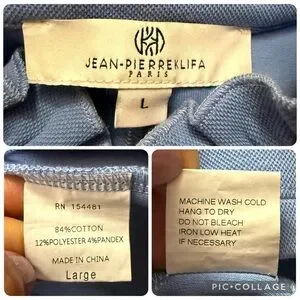 JEAN-PIERREKLIFA
PARIS
L
RN 154461
84%COTTON
12%POLYESTER 4%PANDEX
MADE IN CHINA
Large
MACHINE WASH COLD
HANG TO DRY
DO NOT BLEACH
IRON LOW HEAT
IF NECESSARY
PIC•COLLAGE